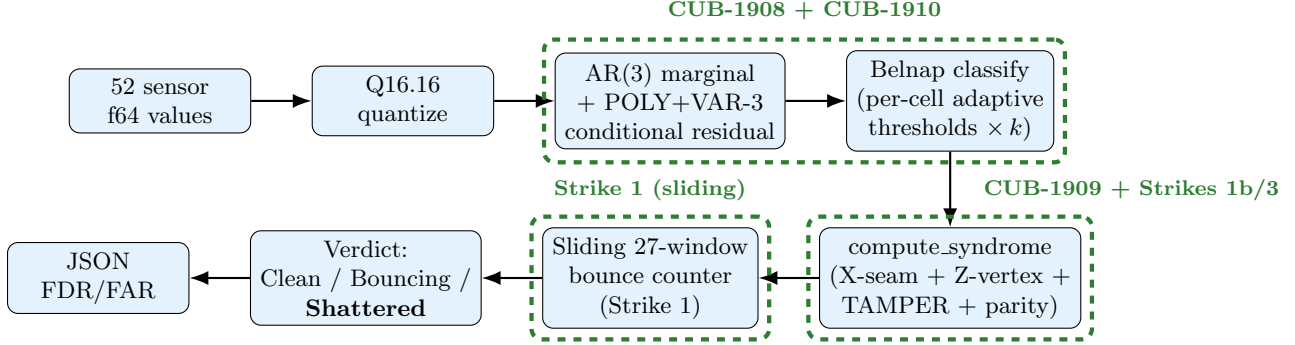 CUB-1908 + CUB-1910
52 sensor
f64 values
Q16.16
quantize
AR(3) marginal
+ POLY+VAR-3
conditional residual
Belnap classify
(per-cell adaptive
thresholds × k)
Strike 1 (sliding)
CUB-1909 + Strikes 1b/3
JSON
FDR/FAR
Verdict:
Clean / Bouncing /
Shattered
Sliding 27-window
bounce counter
(Strike 1)
compute_syndrome
(X-seam + Z-vertex +
TAMPER + parity)